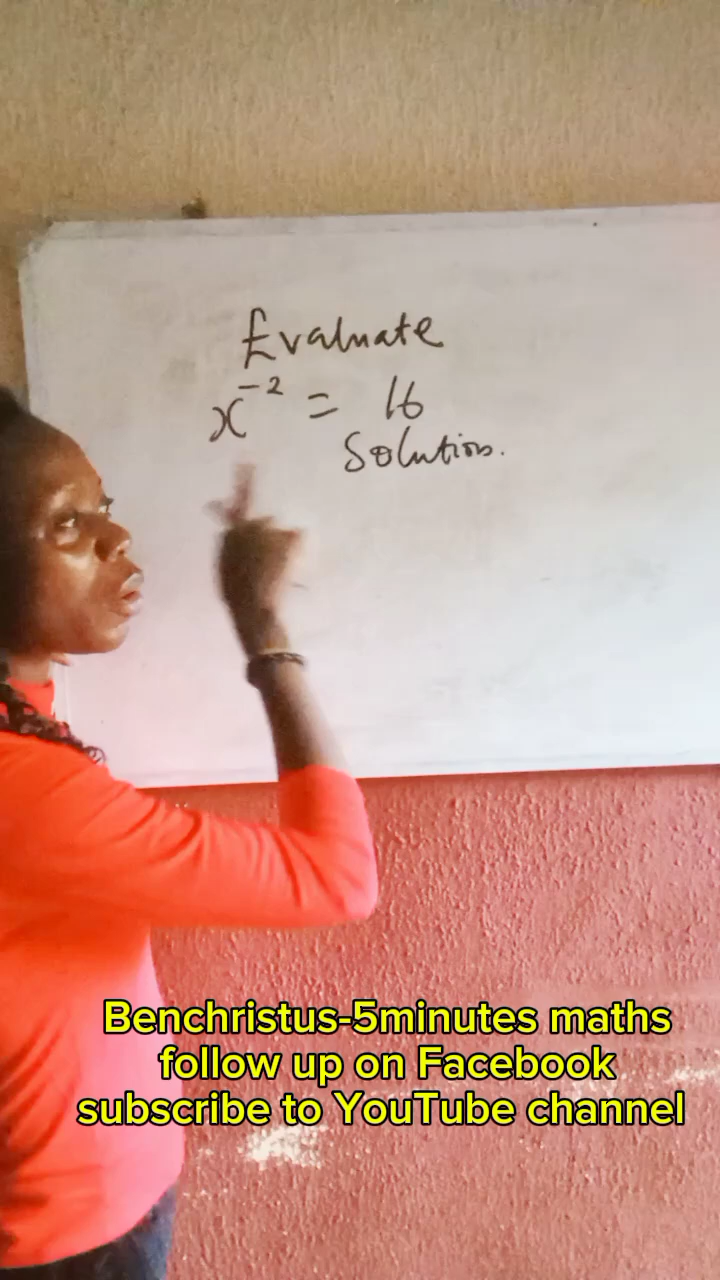 Evaluate
x⁻² = 16
Solution.
Benchristus-5minutes maths
follow up on Facebook
subscribe to YouTube channel